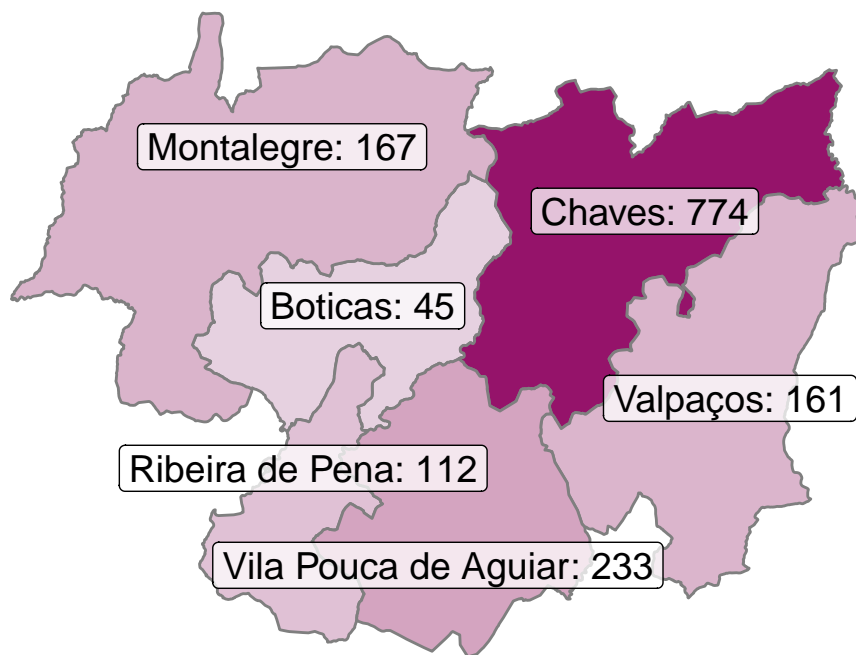 Montalegre: 167
Chaves: 774
Boticas: 45
Valpaços: 161
Ribeira de Pena: 112
Vila Pouca de Aguiar: 233